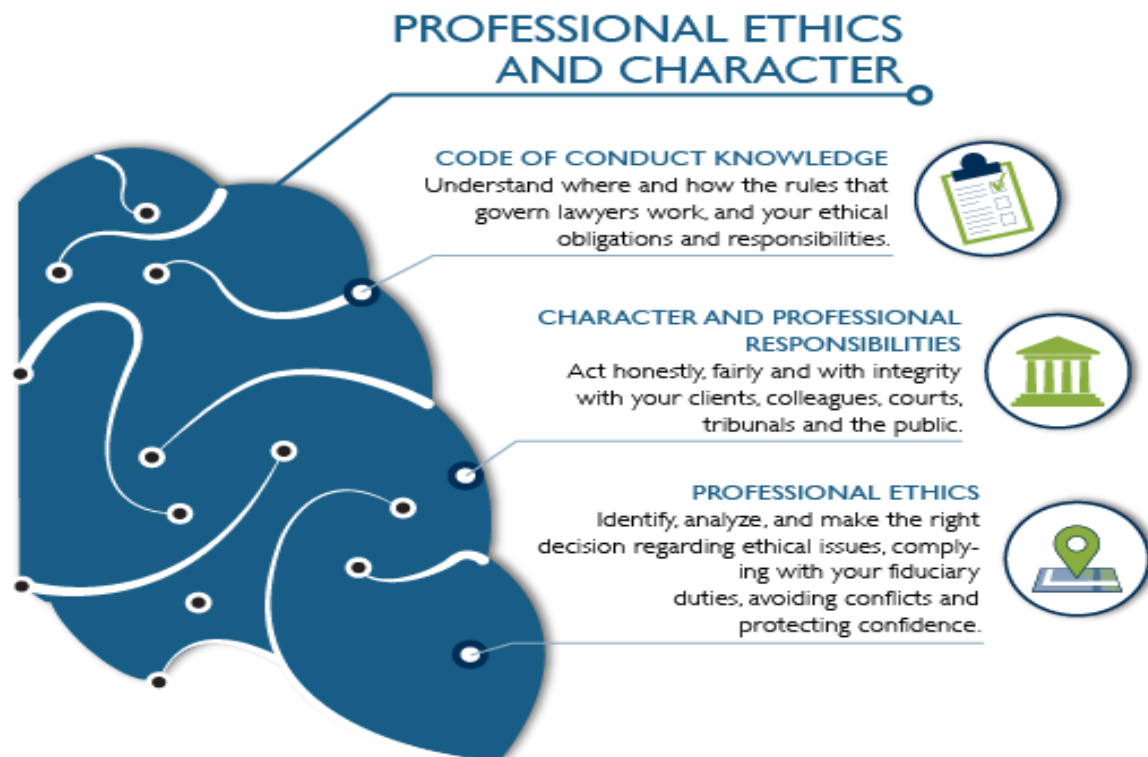 PROFESSIONAL ETHICS
AND CHARACTER
CODE OF CONDUCT KNOWLEDGE
Understand where and how the rules that
govern lawyers work, and your ethical
obligations and responsibilities.
CHARACTER AND PROFESSIONAL
RESPONSIBILITIES
Act honestly, fairly and with integrity
with your clients, colleagues, courts,
tribunals and the public.
PROFESSIONAL ETHICS
Identify, analyze, and make the right
decision regarding ethical issues, comply-
ing with your fiduciary
duties, avoiding conflicts and
protecting confidence.